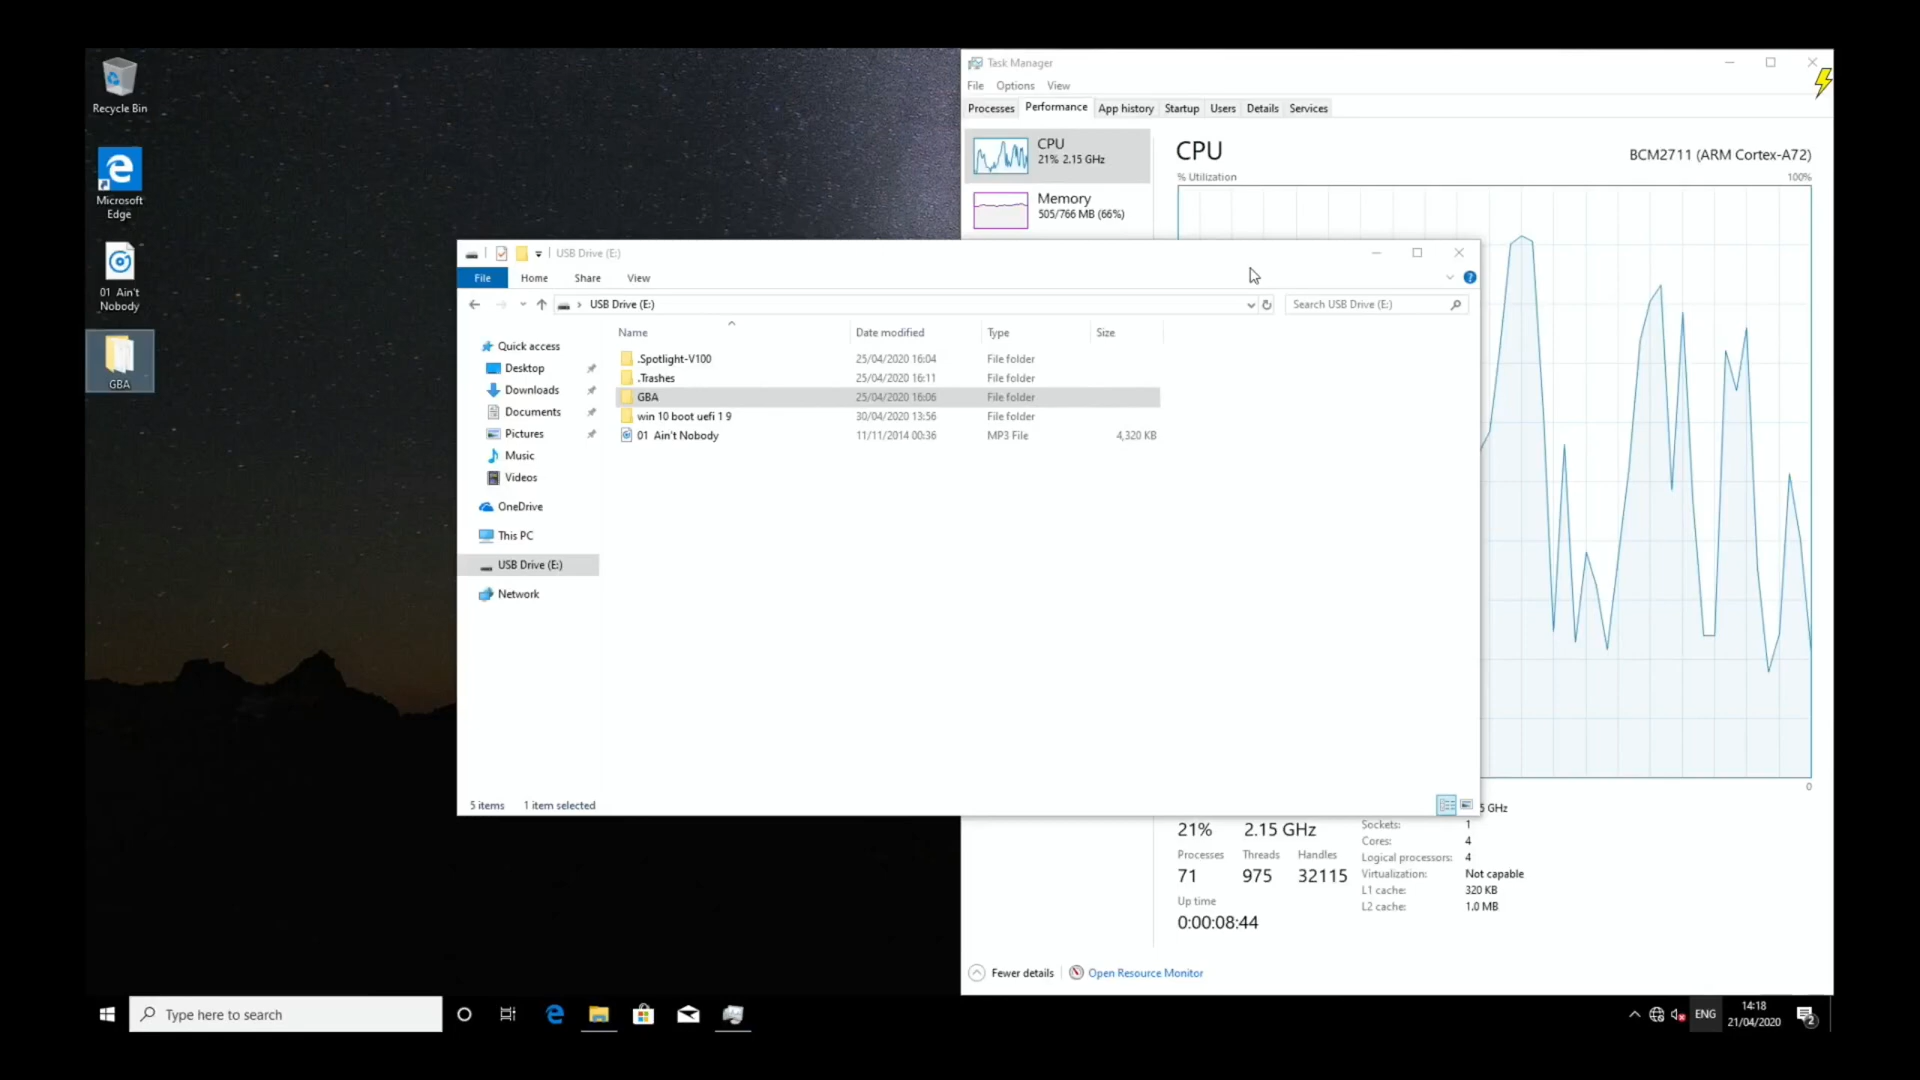 Recycle Bin
Microsoft
Edge
01 Ain't
Nobody
GBA
Task Manager
File Options View
Processes Performance App history Startup Users Details Services
CPU
21% 2.15 GHz
Memory
505/766 MB (66%)
CPU
BCM2711 (ARM Cortex-A72)
% Utilization
100%
USB Drive (E:)
File Home Share View
USB Drive (E:)
Search USB Drive (E:)
Quick access
Desktop
Downloads
Documents
Pictures
Music
Videos
OneDrive
This PC
USB Drive (E:)
Network
Name Date modified Type Size
.Spotlight-V100 25/04/2020 16:04 File folder
.Trashes 25/04/2020 16:11 File folder
GBA 25/04/2020 16:06 File folder
win 10 boot uefi 1 9 30/04/2020 13:56 File folder
01 Ain't Nobody 11/11/2014 00:36 MP3 File 4,320 KB
5 items 1 item selected
0
5 GHz
21% 2.15 GHz
Processes Threads Handles
71 975 32115
Up time
0:00:08:44
Sockets: 1
Cores: 4
Logical processors: 4
Virtualization: Not capable
L1 cache: 320 KB
L2 cache: 1.0 MB
Fewer details
Open Resource Monitor
Type here to search
ENG
14:18
21/04/2020
2